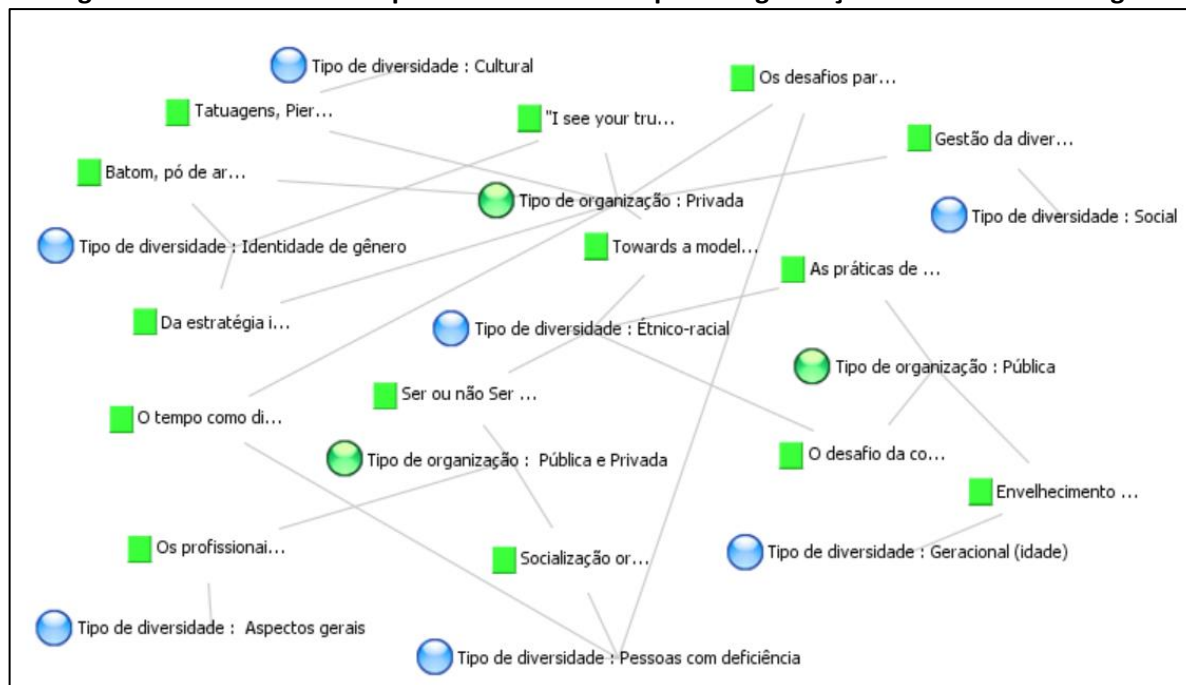 Tipo de diversidade : Cultural
Os desafios par...
Tatuagens, Pier...
"I see your tru...
Gestão da diver...
Batom, pó de ar...
Tipo de organização : Privada
Tipo de diversidade : Social
Tipo de diversidade : Identidade de gênero
Towards a model...
As práticas de ...
Da estratégia i...
Tipo de diversidade : Étnico-racial
Tipo de organização : Pública
Ser ou não Ser ...
O tempo como di...
Tipo de organização : Pública e Privada
O desafio da co...
Envelhecimento ...
Os profissionai...
Socialização or...
Tipo de diversidade : Geracional (idade)
Tipo de diversidade : Aspectos gerais
Tipo de diversidade : Pessoas com deficiência